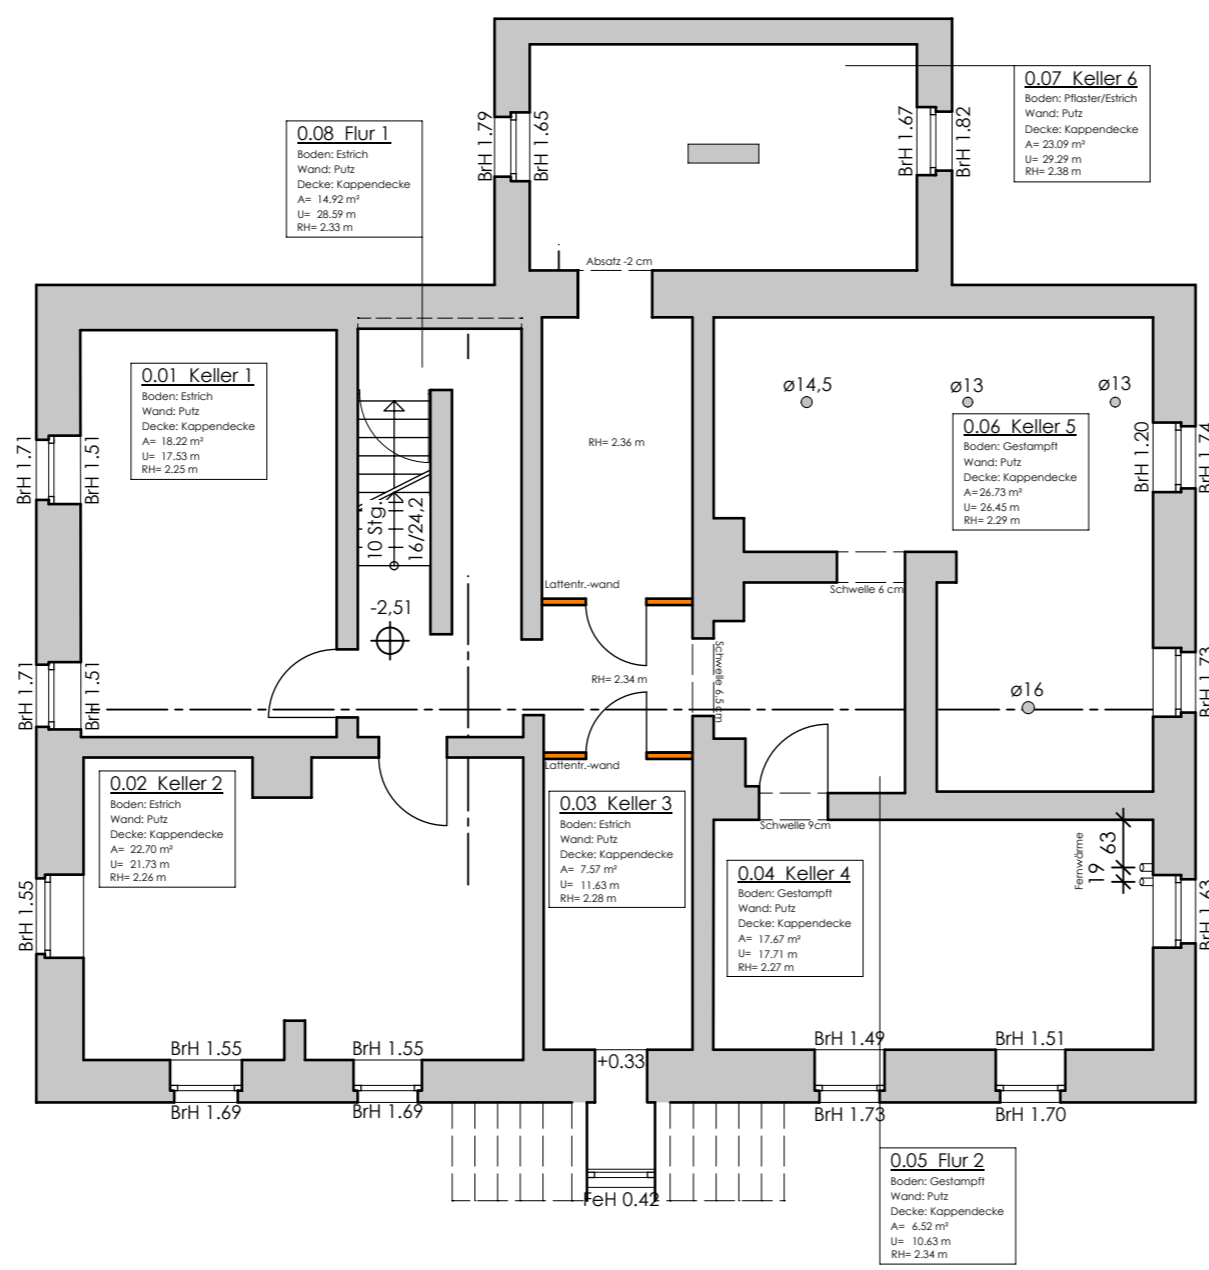 0.07 Keller 6
Boden: Pflaster/Estrich
Wand: Putz
Decke: Kappendecke
A= 23.09 m²
U= 29.29 m
RH= 2.38 m
BrH 1.79
BrH 1.65
BrH 1.67
BrH 1.82
0.08 Flur 1
Boden: Estrich
Wand: Putz
Decke: Kappendecke
A= 14.92 m²
U= 28.59 m
RH= 2.33 m
Absatz -2 cm
0.01 Keller 1
Boden: Estrich
Wand: Putz
Decke: Kappendecke
A= 18.22 m²
U= 17.53 m
RH= 2.25 m
ø14,5
ø13
ø13
0.06 Keller 5
Boden: Gestampft
Wand: Putz
Decke: Kappendecke
A=26.73 m²
U= 26.45 m
RH= 2.29 m
RH= 2.36 m
BrH 1.71
BrH 1.51
BrH 1.20
BrH 1.74
10 Stg.
16/24,2
Lattentr.-wand
Schwelle 6 cm
-2,51
RH= 2.34 m
Schwelle 6.5 cm
BrH 1.71
BrH 1.51
ø16
BrH 1.73
Lattentr.-wand
0.02 Keller 2
Boden: Estrich
Wand: Putz
Decke: Kappendecke
A= 22.70 m²
U= 21.73 m
RH= 2.26 m
0.03 Keller 3
Boden: Estrich
Wand: Putz
Decke: Kappendecke
A= 7.57 m²
U= 11.63 m
RH= 2.28 m
Schwelle 9cm
0.04 Keller 4
Boden: Gestampft
Wand: Putz
Decke: Kappendecke
A= 17.67 m²
U= 17.71 m
RH= 2.27 m
Fernwärme
19
63
BrH 1.55
BrH 1.63
BrH 1.55
BrH 1.55
+0.33
BrH 1.49
BrH 1.51
BrH 1.69
BrH 1.69
BrH 1.73
BrH 1.70
FeH 0.42
0.05 Flur 2
Boden: Gestampft
Wand: Putz
Decke: Kappendecke
A= 6.52 m²
U= 10.63 m
RH= 2.34 m